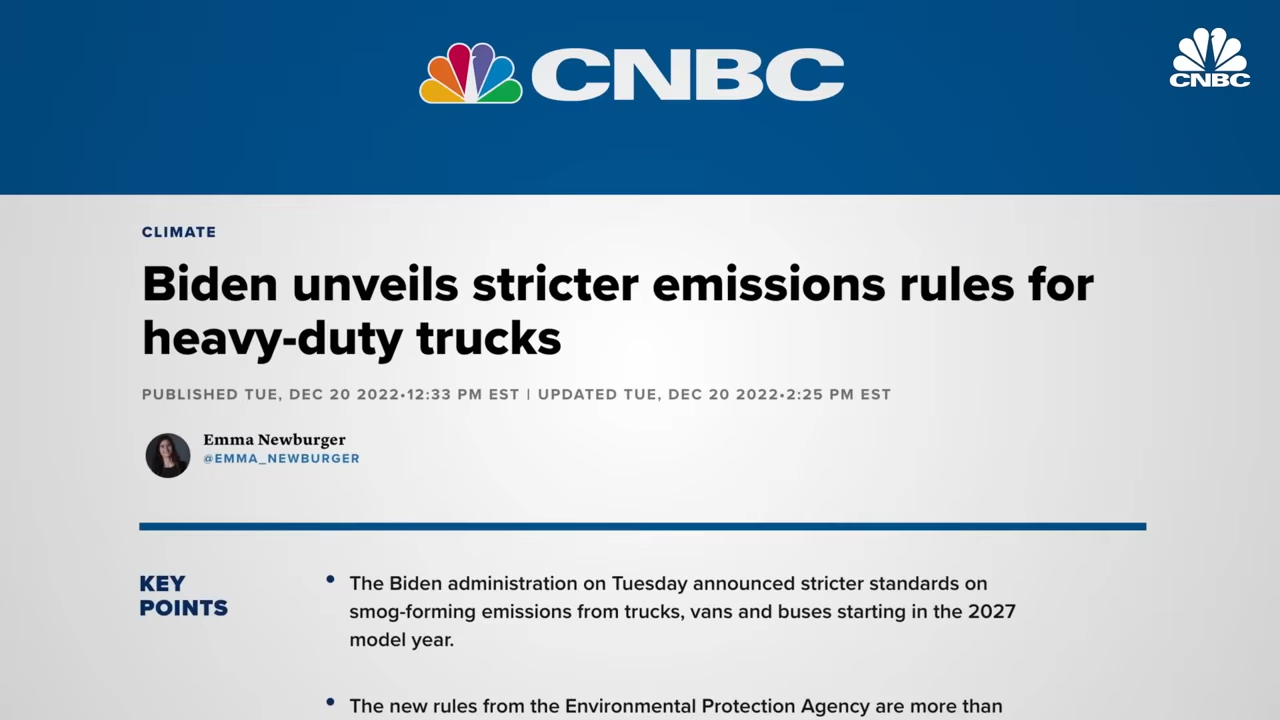 CNBC
CNBC
CLIMATE
Biden unveils stricter emissions rules for
heavy-duty trucks
PUBLISHED TUE, DEC 20 2022•12:33 PM EST | UPDATED TUE, DEC 20 2022•2:25 PM EST
Emma Newburger
@EMMA_NEWBURGER
KEY
POINTS
• The Biden administration on Tuesday announced stricter standards on
smog-forming emissions from trucks, vans and buses starting in the 2027
model year.
• The new rules from the Environmental Protection Agency are more than